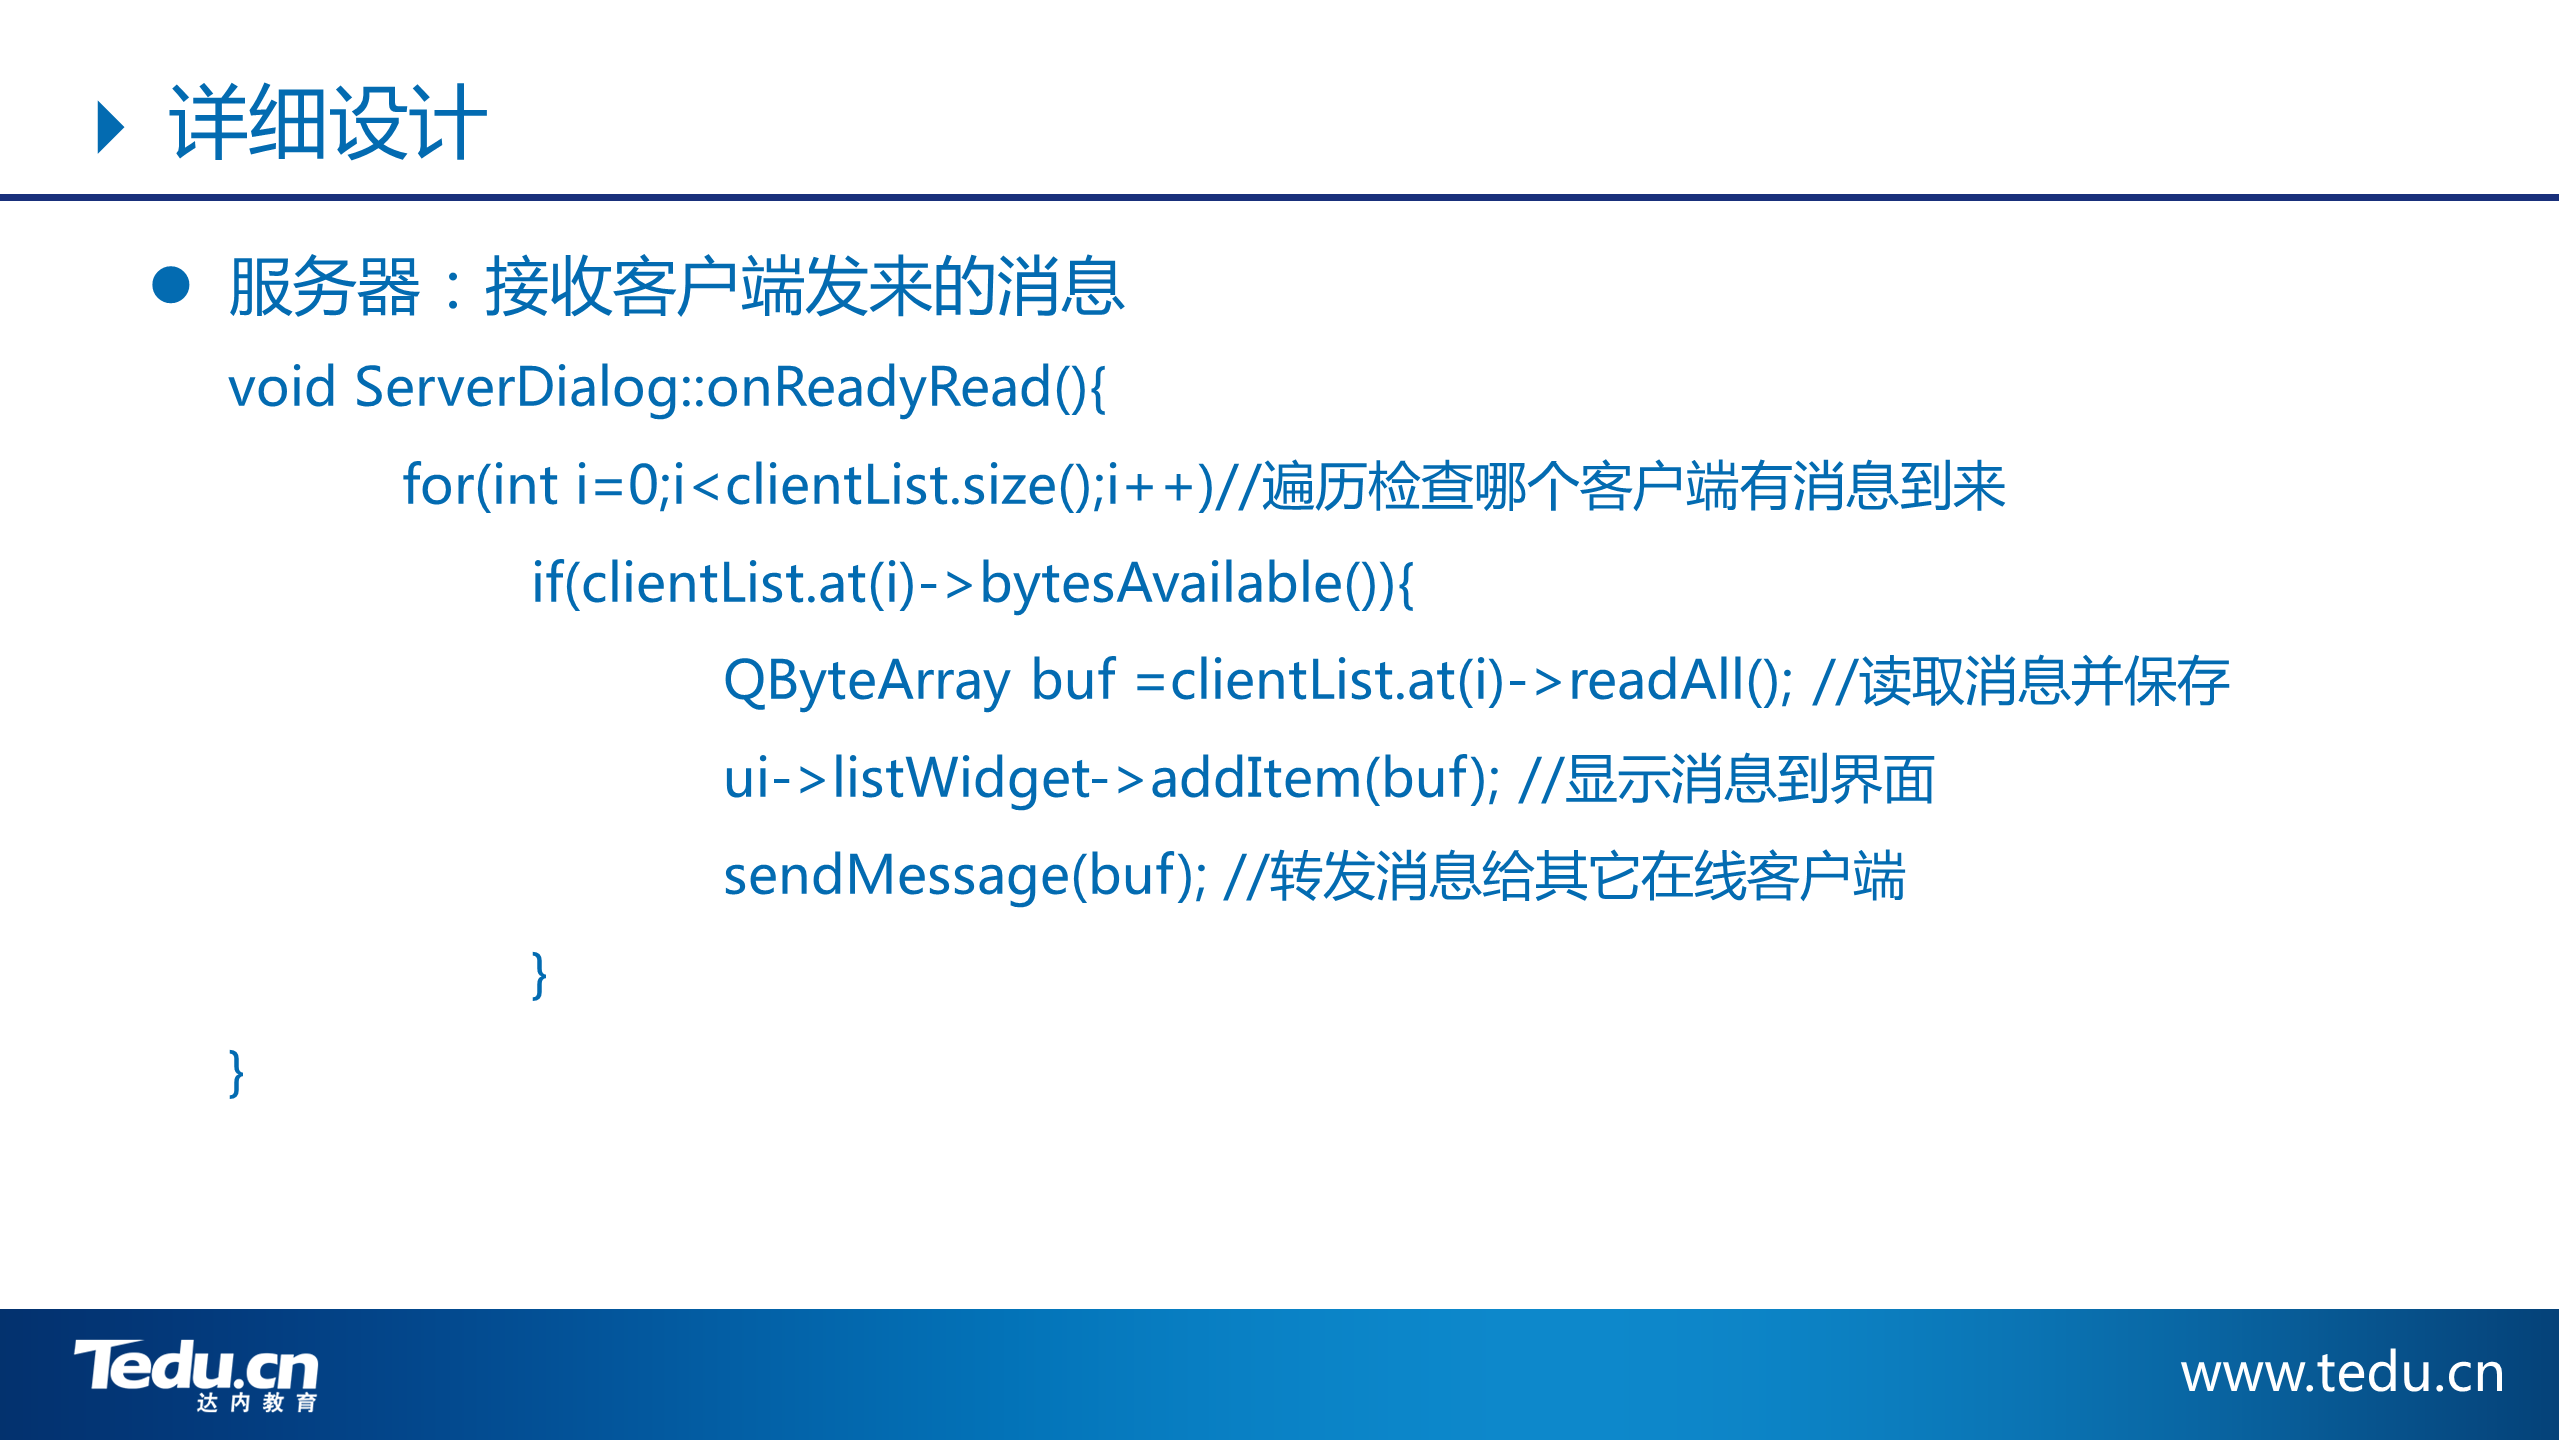 详细设计
服务器：接收客户端发来的消息
void ServerDialog::onReadyRead(){
for(int i=0;i<clientList.size();i++)//遍历检查哪个客户端有消息到来
if(clientList.at(i)->bytesAvailable()){
QByteArray buf =clientList.at(i)->readAll(); //读取消息并保存
ui->listWidget->addItem(buf); //显示消息到界面
sendMessage(buf); //转发消息给其它在线客户端
}
}
Tedu.cn
达内教育
www.tedu.cn